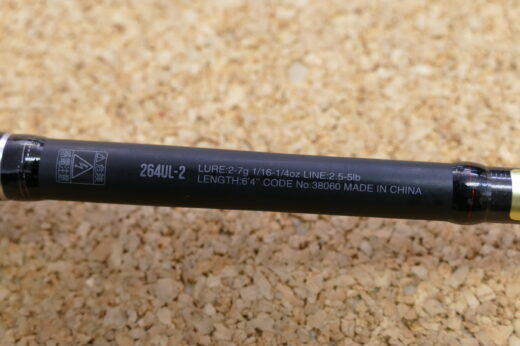 264UL-2
LURE:2-7g 1/16-1/4oz LINE:2.5-5lb
LENGTH:6'4" CODE No.38060 MADE IN CHINA